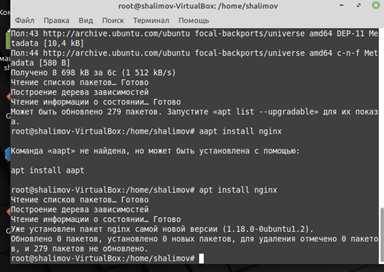 root@shalimov-VirtualBox: /home/shalimov
Файл Правка Вид Поиск Терминал Помощь
Пол:43 http://archive.ubuntu.com/ubuntu focal-backports/universe amd64 DEP-11 Me
tadata [10,4 kB]
Пол:44 http://archive.ubuntu.com/ubuntu focal-backports/universe amd64 c-n-f Met
adata [580 B]
Получено 8 698 kB за 6с (1 512 kB/s)
Чтение списков пакетов… Готово
Построение дерева зависимостей
Чтение информации о состоянии… Готово
Может быть обновлено 279 пакетов. Запустите «apt list --upgradable» для их показ
а.
root@shalimov-VirtualBox:/home/shalimov# aapt install nginx
Команда «aapt» не найдена, но может быть установлена с помощью:
apt install aapt
root@shalimov-VirtualBox:/home/shalimov# apt install nginx
Чтение списков пакетов… Готово
Построение дерева зависимостей
Чтение информации о состоянии… Готово
Уже установлен пакет nginx самой новой версии (1.18.0-0ubuntu1.2).
Обновлено 0 пакетов, установлено 0 новых пакетов, для удаления отмечено 0 пакето
в, и 279 пакетов не обновлено.
root@shalimov-VirtualBox:/home/shalimov#